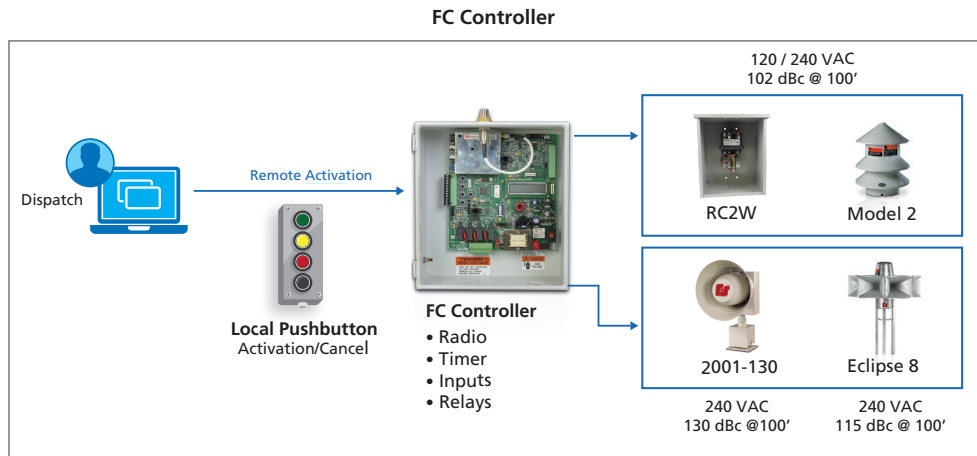 FC Controller
120 / 240 VAC
102 dBc @ 100’
Dispatch
Remote Activation
RC2W
Model 2
Local Pushbutton
Activation/Cancel
FC Controller
• Radio
• Timer
• Inputs
• Relays
2001-130
Eclipse 8
240 VAC
130 dBc @100’
240 VAC
115 dBc @ 100’